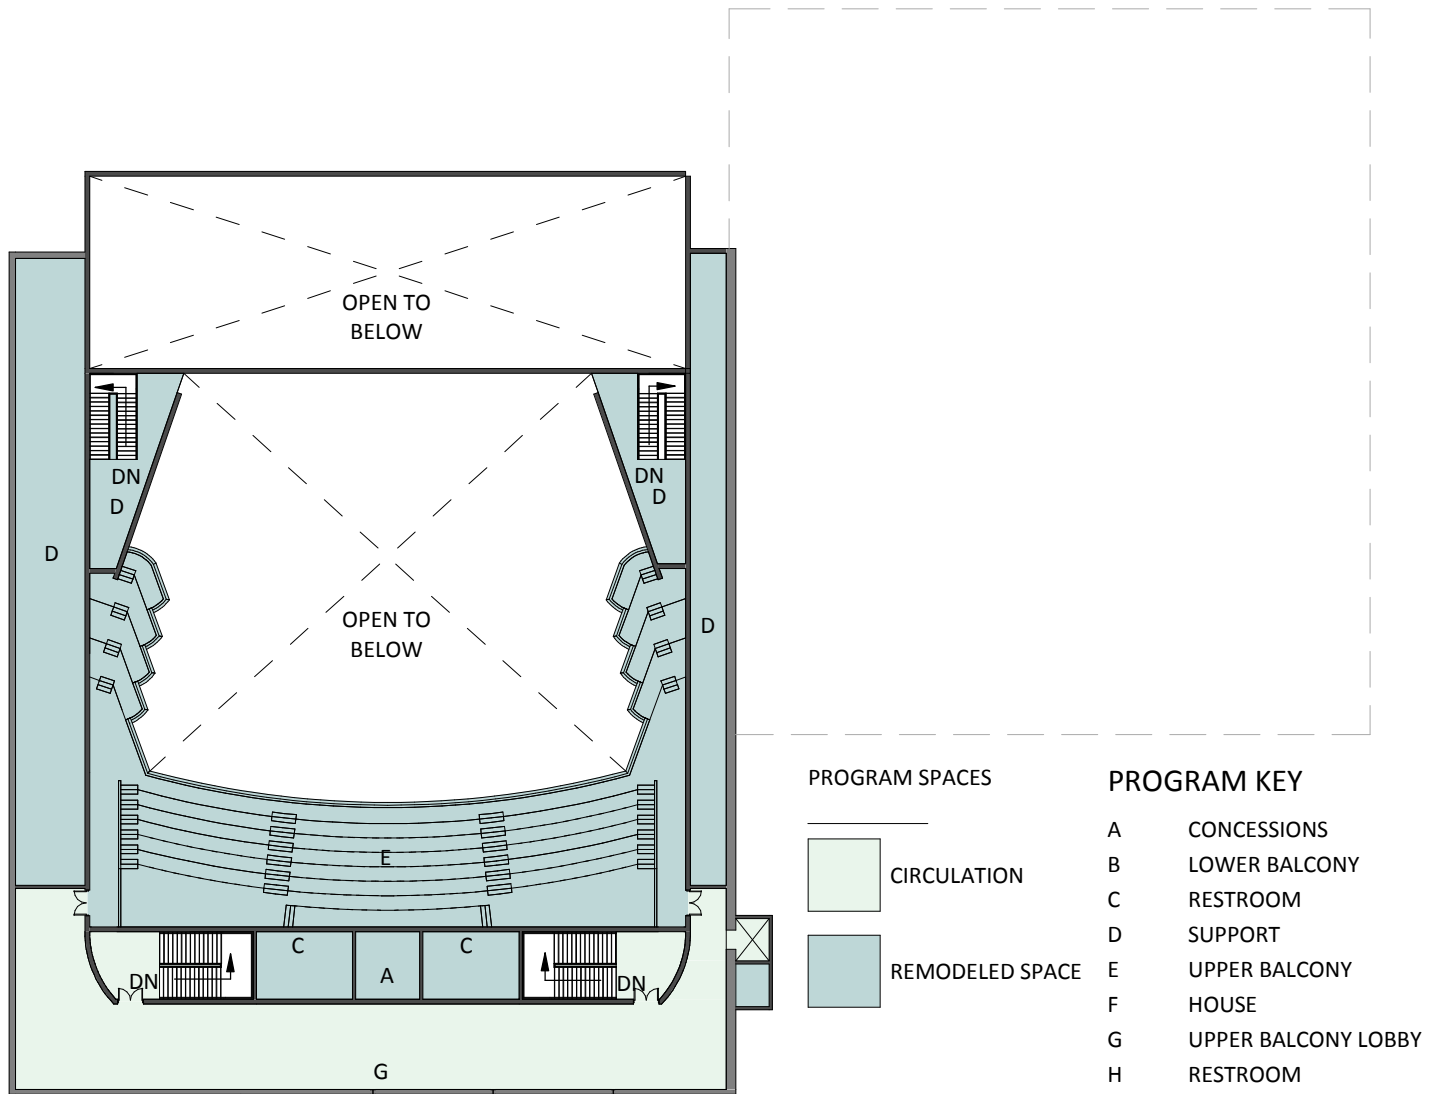 OPEN TO
BELOW
DN
D
DN
D
D
OPEN TO
BELOW
D
E
C
C
A
DN
DN
G
PROGRAM SPACES
CIRCULATION
REMODELED SPACE
PROGRAM KEY
A CONCESSIONS
B LOWER BALCONY
C RESTROOM
D SUPPORT
E UPPER BALCONY
F HOUSE
G UPPER BALCONY LOBBY
H RESTROOM